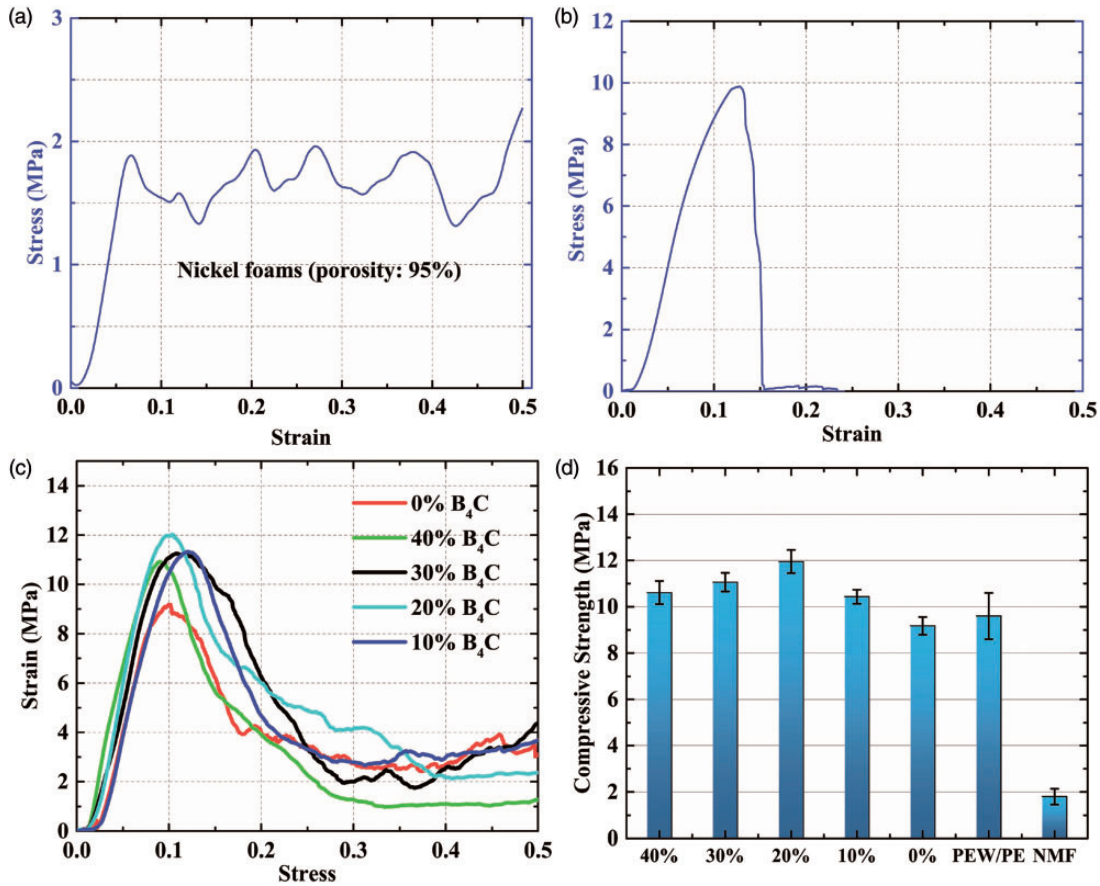 (a)
3
2
1
0
Stress (MPa)
Nickel foams (porosity: 95%)
0.0 0.1 0.2 0.3 0.4 0.5
Strain
(b)
12
10
8
6
4
2
0
Stress (MPa)
0.0 0.1 0.2 0.3 0.4 0.5
Strain
(c)
14
12
10
8
6
4
2
0
Strain (MPa)
0% B4C
40% B4C
30% B4C
20% B4C
10% B4C
0.0 0.1 0.2 0.3 0.4 0.5
Stress
(d)
16
14
12
10
8
6
4
2
0
Compressive Strength (MPa)
40% 30% 20% 10% 0% PEW/PE NMF